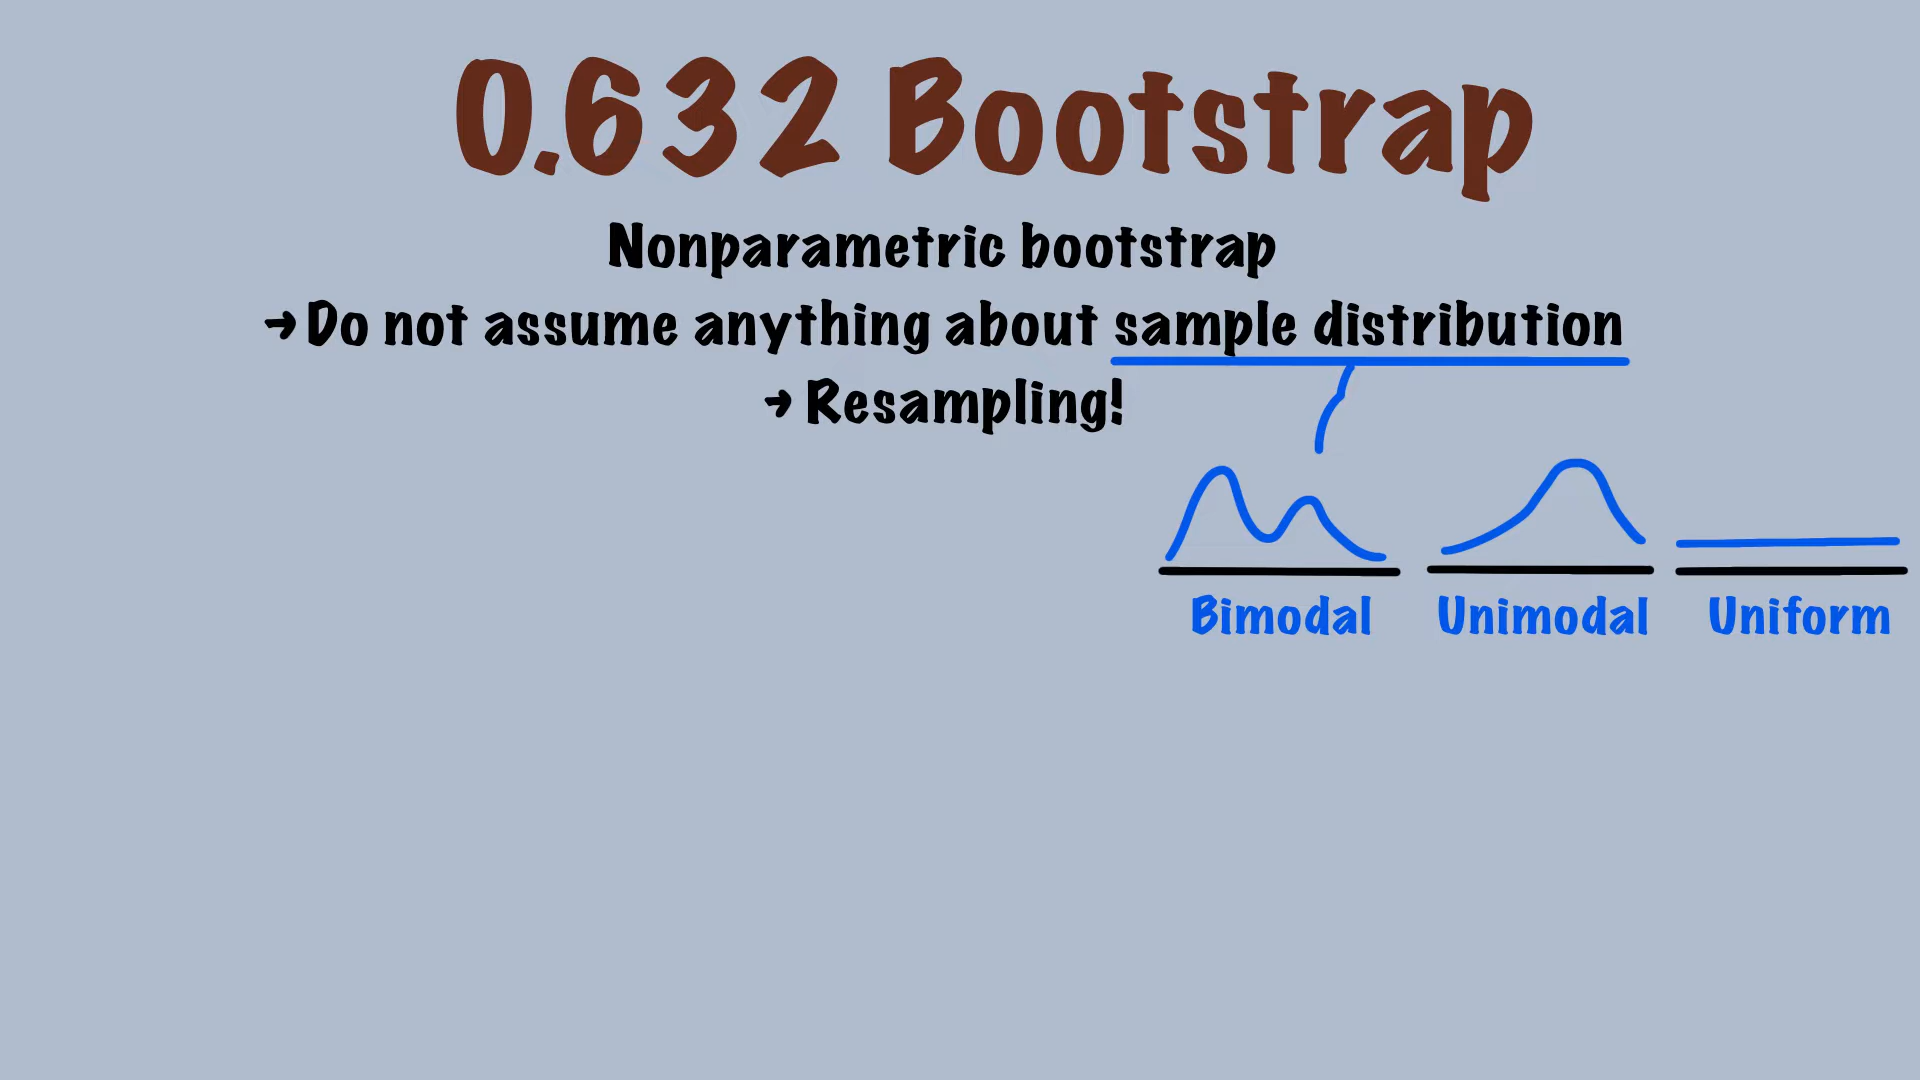 0.632 Bootstrap
Nonparametric bootstrap
→ Do not assume anything about sample distribution
→ Resampling!
Bimodal Unimodal Uniform